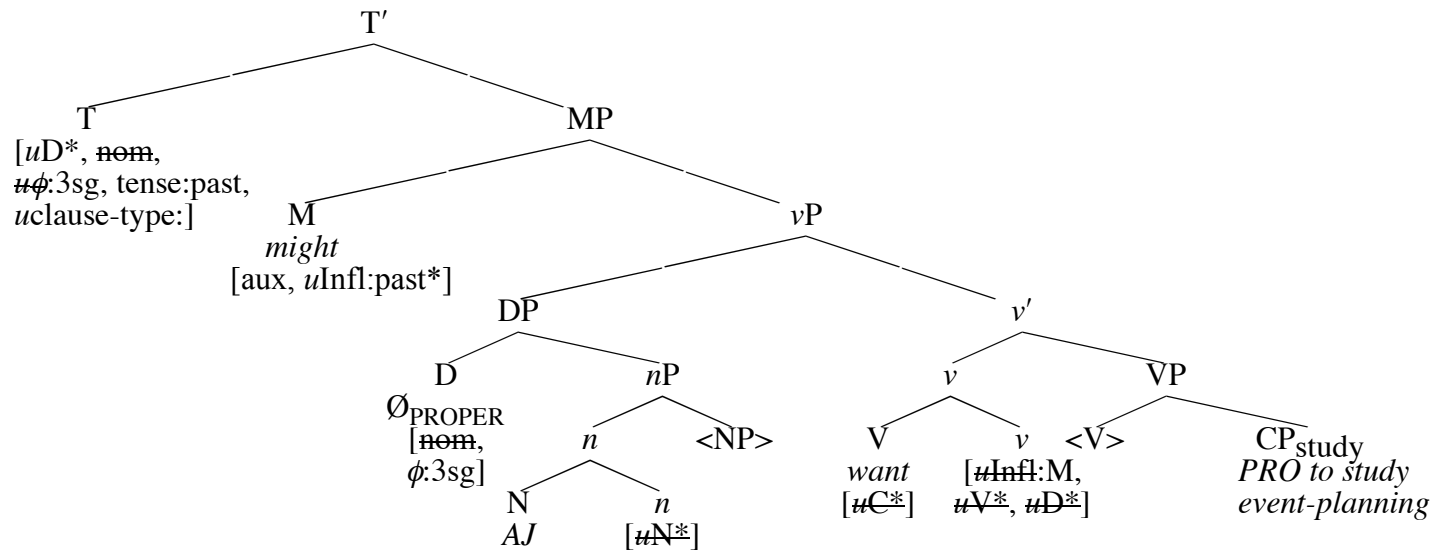 T′
T MP
[uD*, nom,
uϕ:3sg, tense:past,
uclause-type:]
M vP
might
[aux, uInfl:past*]
DP v′
D nP v VP
ØPROPER
[nom,
ϕ:3sg]
n <NP> V v <V> CPstudy
want [uInfl:M, PRO to study
[uC*] uV*, uD*] event-planning
N n
AJ [uN*]